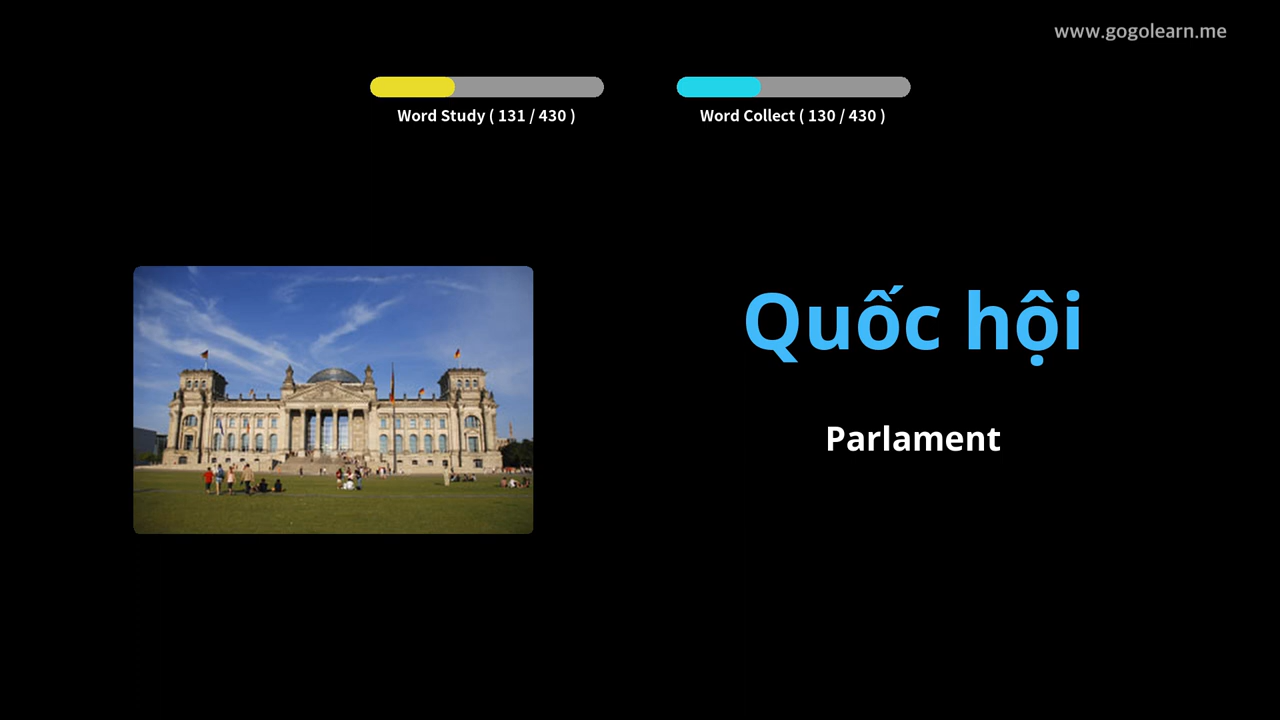 www.gogolearn.me
Word Study ( 131 / 430 )
Word Collect ( 130 / 430 )
Quốc hội
Parlament